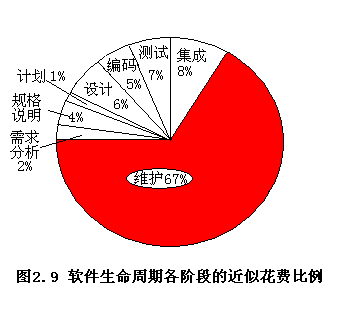 测试
7%
集成
8%
编码
5%
计划 1%
设计
6%
规格
说明
4%
需求
分析
2%
维护67%
图2.9 软件生命周期各阶段的近似花费比例